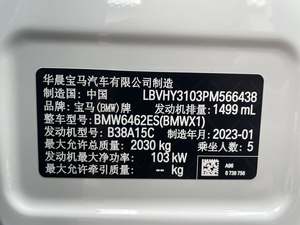 华晨宝马汽车有限公司制造
制造国：中国 LBVHY3103PM566438
品牌：宝马(BMW)牌 发动机排量：1499 mL
整车型号：BMW6462ES(BMWX1)
发动机型号：B38A15C 制造年月：2023-01
最大允许总质量：2030 kg 乘坐人数：5
发动机最大净功率：103 kW
最大允许牵引质量：-- kg
A96
6 738 756